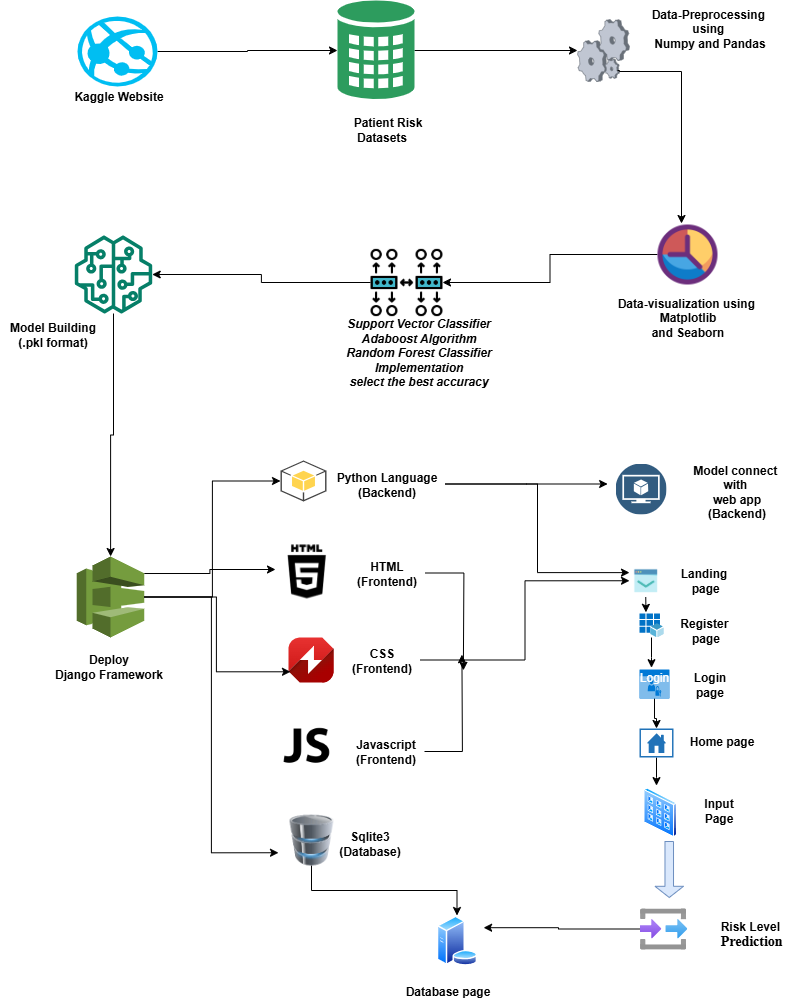 Kaggle Website
Patient Risk
Datasets
Data-Preprocessing
using
Numpy and Pandas
Data-visualization using
Matplotlib
and Seaborn
Support Vector Classifier
Adaboost Algorithm
Random Forest Classifier
Implementation
select the best accuracy
Model Building
(.pkl format)
Python Language
(Backend)
Model connect
with
web app
(Backend)
HTML
5
HTML
(Frontend)
Landing
page
Register
page
Deploy
Django Framework
CSS
(Frontend)
Login
Login
page
JS
Javascript
(Frontend)
Home page
Input
Page
Sqlite3
(Database)
Risk Level
Prediction
Database page